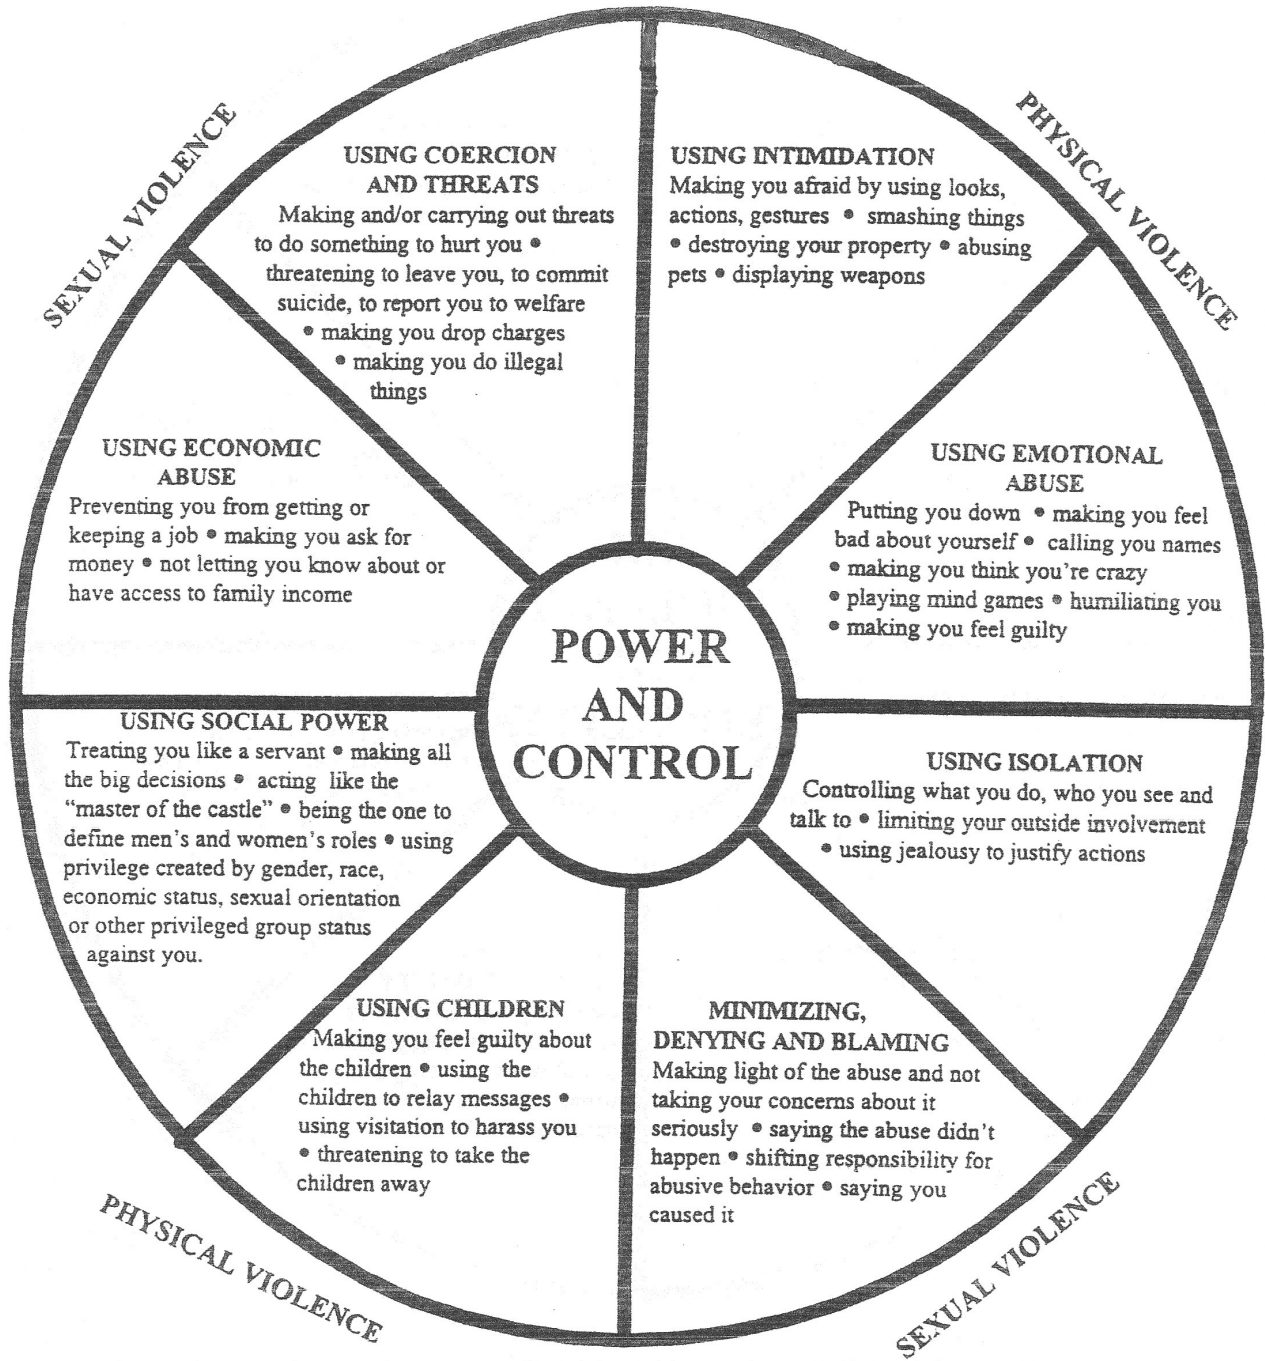 SEXUAL VIOLENCE
PHYSICAL VIOLENCE
USING COERCION
AND THREATS
Making and/or carrying out threats
to do something to hurt you •
threatening to leave you, to commit
suicide, to report you to welfare
• making you drop charges
• making you do illegal
things
USING INTIMIDATION
Making you afraid by using looks,
actions, gestures • smashing things
• destroying your property • abusing
pets • displaying weapons
USING ECONOMIC
ABUSE
Preventing you from getting or
keeping a job • making you ask for
money • not letting you know about or
have access to family income
USING EMOTIONAL
ABUSE
Putting you down • making you feel
bad about yourself • calling you names
• making you think you're crazy
• playing mind games • humiliating you
• making you feel guilty
POWER
AND
CONTROL
USING SOCIAL POWER
Treating you like a servant • making all
the big decisions • acting like the
"master of the castle" • being the one to
define men's and women's roles • using
privilege created by gender, race,
economic status, sexual orientation
or other privileged group status
against you.
USING ISOLATION
Controlling what you do, who you see and
talk to • limiting your outside involvement
• using jealousy to justify actions
USING CHILDREN
Making you feel guilty about
the children • using the
children to relay messages •
using visitation to harass you
• threatening to take the
children away
MINIMIZING,
DENYING AND BLAMING
Making light of the abuse and not
taking your concerns about it
seriously • saying the abuse didn't
happen • shifting responsibility for
abusive behavior • saying you
caused it
PHYSICAL VIOLENCE
SEXUAL VIOLENCE